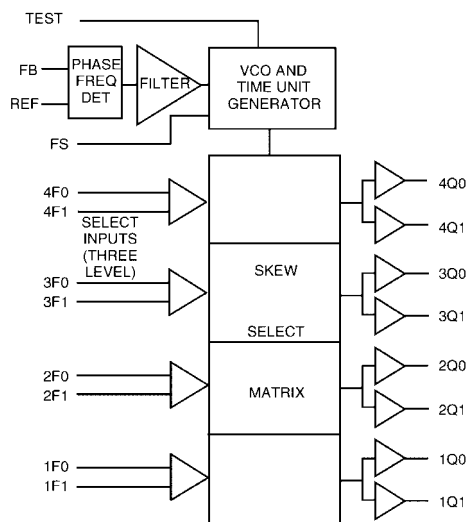 TEST
FB
REF
PHASE
FREQ
DET
FILTER
VCO AND
TIME UNIT
GENERATOR
FS
4F0
4F1
SELECT
INPUTS
(THREE
LEVEL)
3F0
3F1
2F0
2F1
1F0
1F1
SKEW
SELECT
MATRIX
4Q0
4Q1
3Q0
3Q1
2Q0
2Q1
1Q0
1Q1